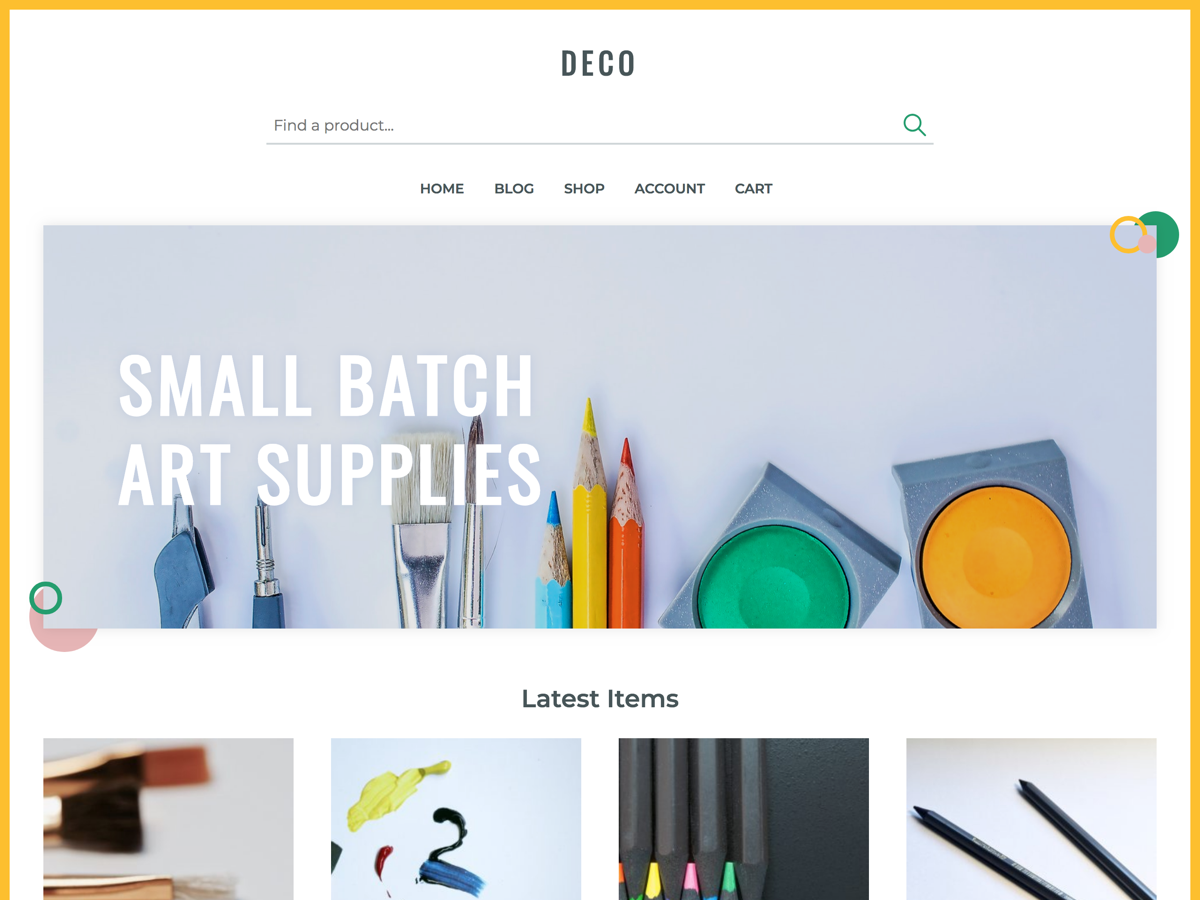 DECO
Find a product...
HOME BLOG SHOP ACCOUNT CART
SMALL BATCH
ART SUPPLIES
Latest Items